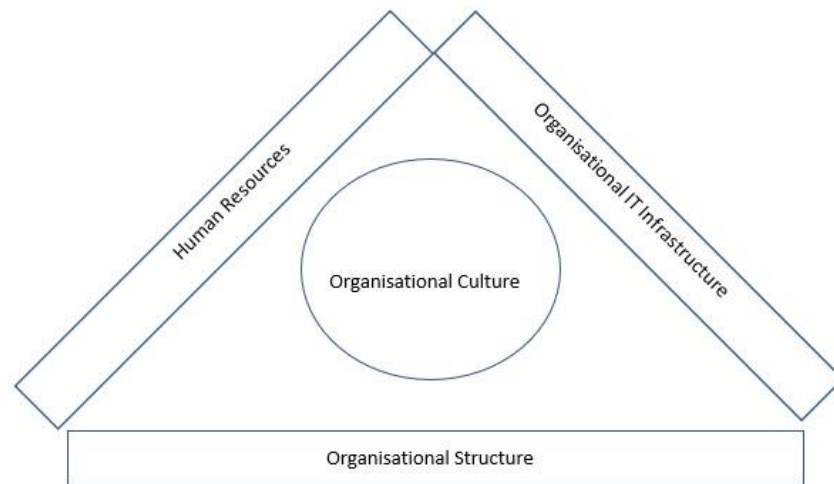 Human Resources
Organisational IT Infrastructure
Organisational Culture
Organisational Structure